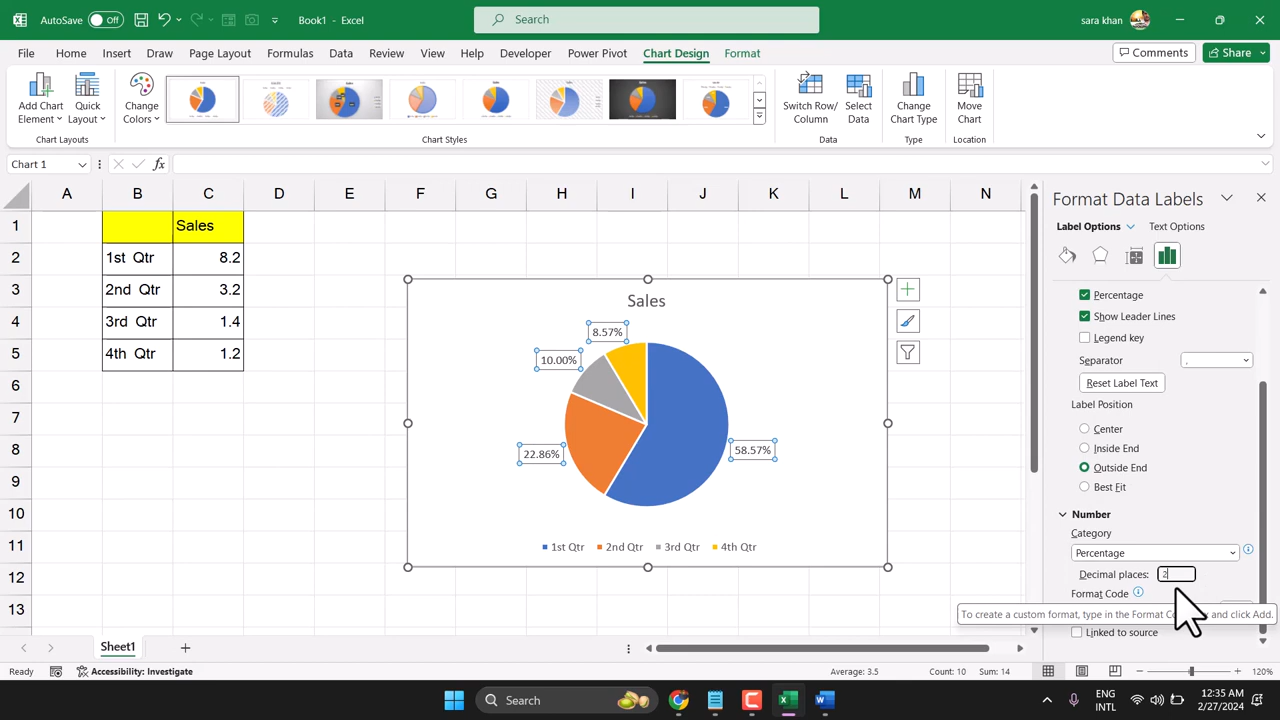 AutoSave Off Book1 - Excel Search sara khan
File Home Insert Draw Page Layout Formulas Data Review View Help Developer Power Pivot Chart Design Format Comments Share
Add Chart Element Quick Layout Change Colors Switch Row/ Column Select Data Change Chart Type Move Chart
Chart Layouts Chart Styles Data Type Location
Chart 1 fx
A B C D E F G H I J K L M N
1 Sales
2 1st Qtr 8.2
3 2nd Qtr 3.2
4 3rd Qtr 1.4
5 4th Qtr 1.2
6
7
8
9
10
11
12
13
Sales
8.57%
10.00%
22.86%
58.57%
1st Qtr 2nd Qtr 3rd Qtr 4th Qtr
Format Data Labels
Label Options Text Options
Percentage
Show Leader Lines
Legend key
Separator ,
Reset Label Text
Label Position
Center
Inside End
Outside End
Best Fit
Number
Category
Percentage
Decimal places: 2
Format Code
To create a custom format, type in the Format and click Add.
Linked to source
Sheet1
Ready Accessibility: Investigate Average: 3.5 Count: 10 Sum: 14 120%
Search ENG INTL 12:35 AM 2/27/2024